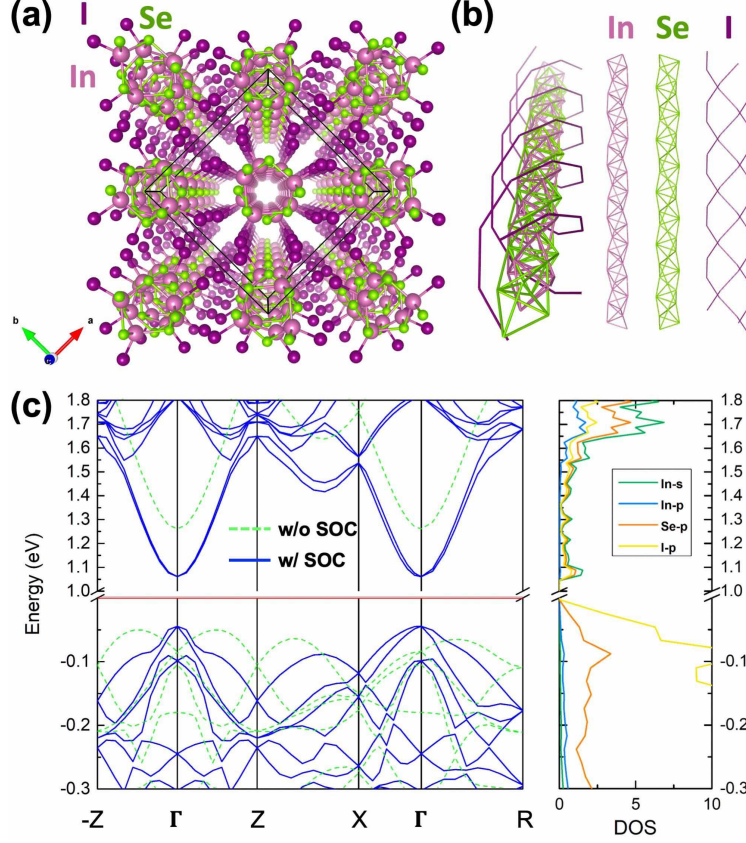 (a)
I
Se
In
b
a
(b)
In
Se
I
(c)
Energy (eV)
1.8
1.7
1.6
1.5
1.4
1.3
1.2
1.1
1.0
-0.1
-0.2
-0.3
w/o SOC
w/ SOC
-Z
Γ
Z
X
Γ
R
In-s
In-p
Se-p
I-p
1.8
1.7
1.6
1.5
1.4
1.3
1.2
1.1
1.0
-0.1
-0.2
-0.3
0
5
10
DOS